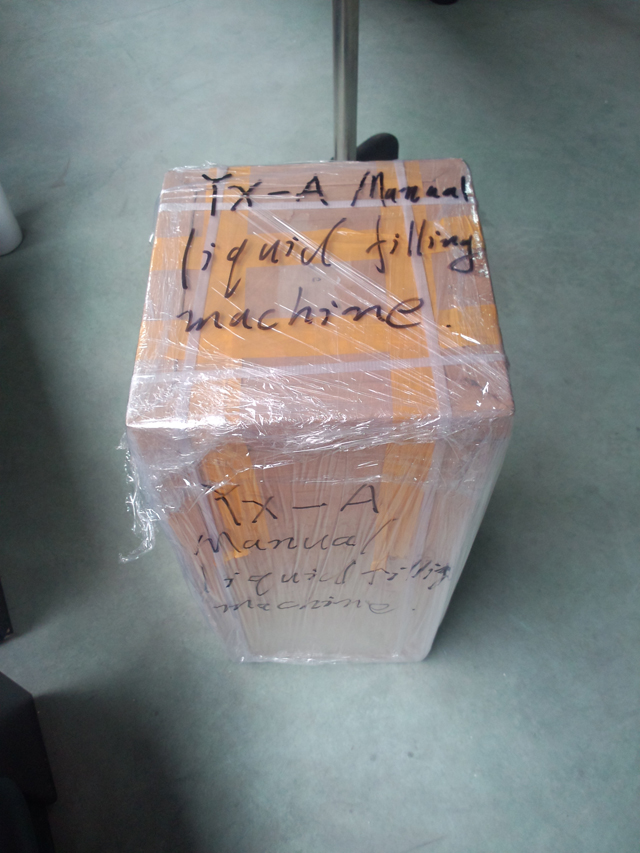 YX-A / Manual
liquid filling
machine.
YX-A
Manual
liquid filling
machine.